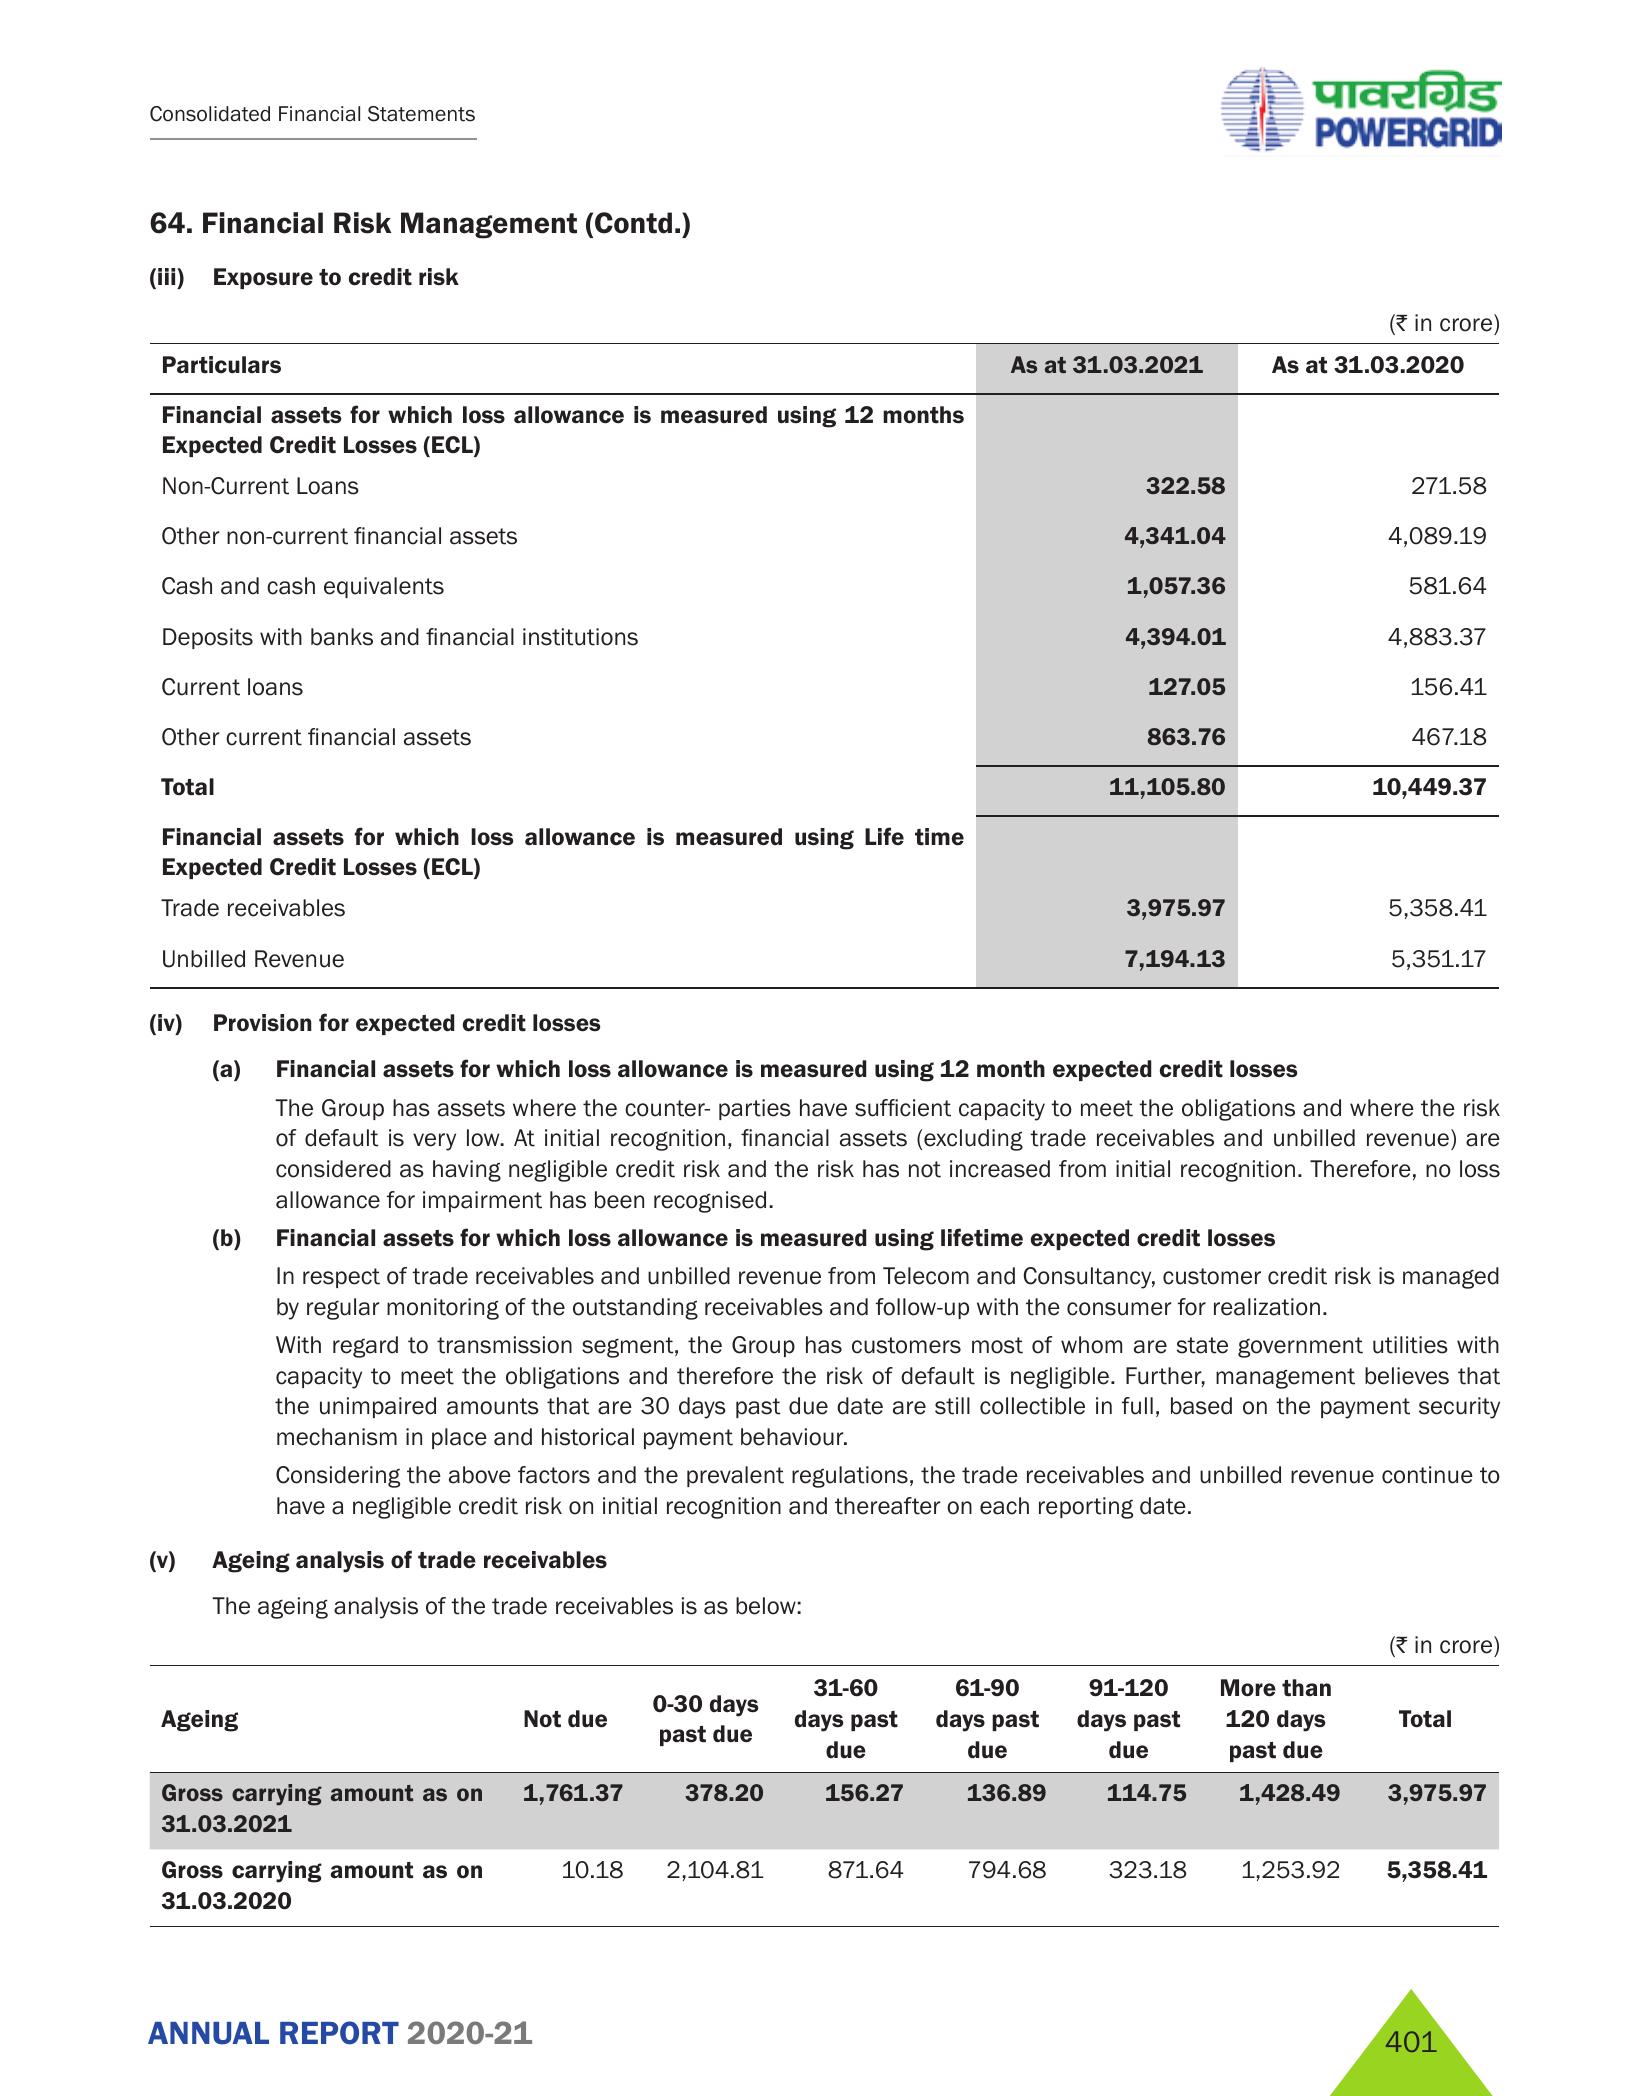 Consolidated Financial Statements
पावरग्रिड
POWERGRID
64. Financial Risk Management (Contd.)
(iii) Exposure to credit risk
(₹ in crore)
Particulars As at 31.03.2021 As at 31.03.2020
Financial assets for which loss allowance is measured using 12 months
Expected Credit Losses (ECL)
Non-Current Loans 322.58 271.58
Other non-current financial assets 4,341.04 4,089.19
Cash and cash equivalents 1,057.36 581.64
Deposits with banks and financial institutions 4,394.01 4,883.37
Current loans 127.05 156.41
Other current financial assets 863.76 467.18
Total 11,105.80 10,449.37
Financial assets for which loss allowance is measured using Life time
Expected Credit Losses (ECL)
Trade receivables 3,975.97 5,358.41
Unbilled Revenue 7,194.13 5,351.17
(iv) Provision for expected credit losses
(a) Financial assets for which loss allowance is measured using 12 month expected credit losses
The Group has assets where the counter- parties have sufficient capacity to meet the obligations and where the risk
of default is very low. At initial recognition, financial assets (excluding trade receivables and unbilled revenue) are
considered as having negligible credit risk and the risk has not increased from initial recognition. Therefore, no loss
allowance for impairment has been recognised.
(b) Financial assets for which loss allowance is measured using lifetime expected credit losses
In respect of trade receivables and unbilled revenue from Telecom and Consultancy, customer credit risk is managed
by regular monitoring of the outstanding receivables and follow-up with the consumer for realization.
With regard to transmission segment, the Group has customers most of whom are state government utilities with
capacity to meet the obligations and therefore the risk of default is negligible. Further, management believes that
the unimpaired amounts that are 30 days past due date are still collectible in full, based on the payment security
mechanism in place and historical payment behaviour.
Considering the above factors and the prevalent regulations, the trade receivables and unbilled revenue continue to
have a negligible credit risk on initial recognition and thereafter on each reporting date.
(v) Ageing analysis of trade receivables
The ageing analysis of the trade receivables is as below:
(₹ in crore)
Ageing Not due 0-30 days past due 31-60 days past due 61-90 days past due 91-120 days past due More than 120 days past due Total
Gross carrying amount as on 1,761.37 378.20 156.27 136.89 114.75 1,428.49 3,975.97
31.03.2021
Gross carrying amount as on 10.18 2,104.81 871.64 794.68 323.18 1,253.92 5,358.41
31.03.2020
ANNUAL REPORT 2020-21
401